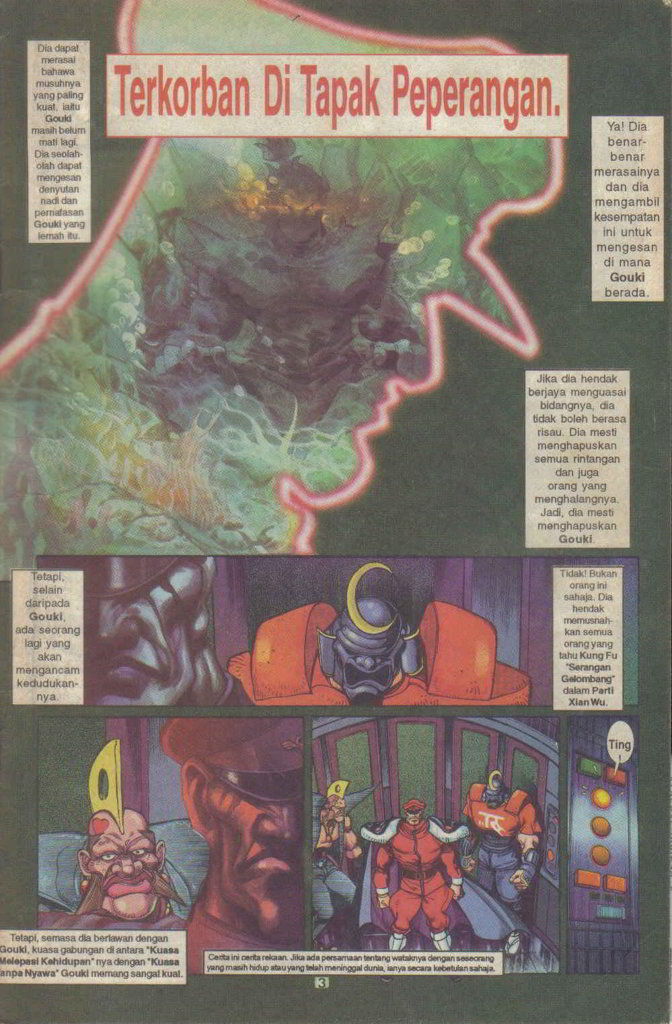 Terkorban Di Tapak Peperangan.
Dia dapat
merasai
bahawa
musuhnya
yang paling
kuat, iaitu
Gouki
masih belum
mati lagi.
Dia seolah-
olah dapat
mengesan
denyutan
nadi dan
pernafasan
Gouki yang
lemah itu.
Ya! Dia
benar-
benar
merasainya
dan dia
mengambil
kesempatan
ini untuk
mengesan
di mana
Gouki
berada.
Jika dia hendak
berjaya menguasai
bidangnya, dia
tidak boleh berasa
risau. Dia mesti
menghapuskan
semua rintangan
dan juga
orang yang
menghalangnya.
Jadi, dia mesti
menghapuskan
Gouki.
Tetapi,
selain
daripada
Gouki,
ada seorang
lagi yang
akan
mengancam
kedudukan-
nya.
Tidak! Bukan
orang ini
sahaja. Dia
hendak
memusnah-
kan semua
orang yang
tahu Kung Fu
"Serangan
Gelombang"
dalam Parti
Xian Wu.
Ting
Tetapi, semasa dia berlawan dengan
Gouki, kuasa gabungan di antara "Kuasa
Melepasi Kehidupan"nya dengan "Kuasa
anpa Nyawa" Gouki memang sangat kuat.
Cerita ini cerita rekaan. Jika ada persamaan tentang wataknya dengan seseorang
yang masih hidup atau yang telah meninggal dunia, ianya secara kebetulan sahaja.
3